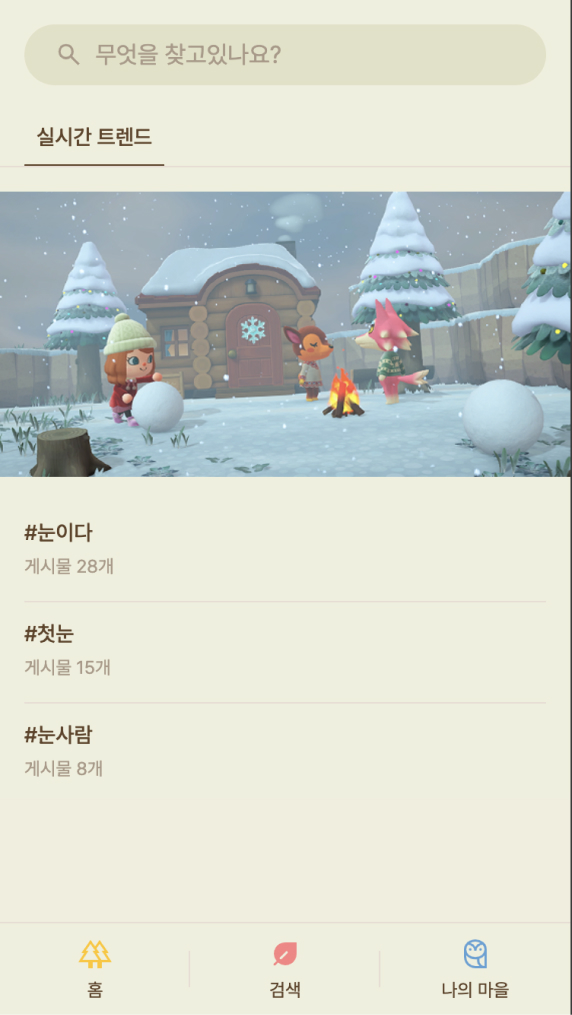 무엇을 찾고있나요?
실시간 트렌드
#눈이다
게시물 28개
#첫눈
게시물 15개
#눈사람
게시물 8개
홈
검색
나의 마을